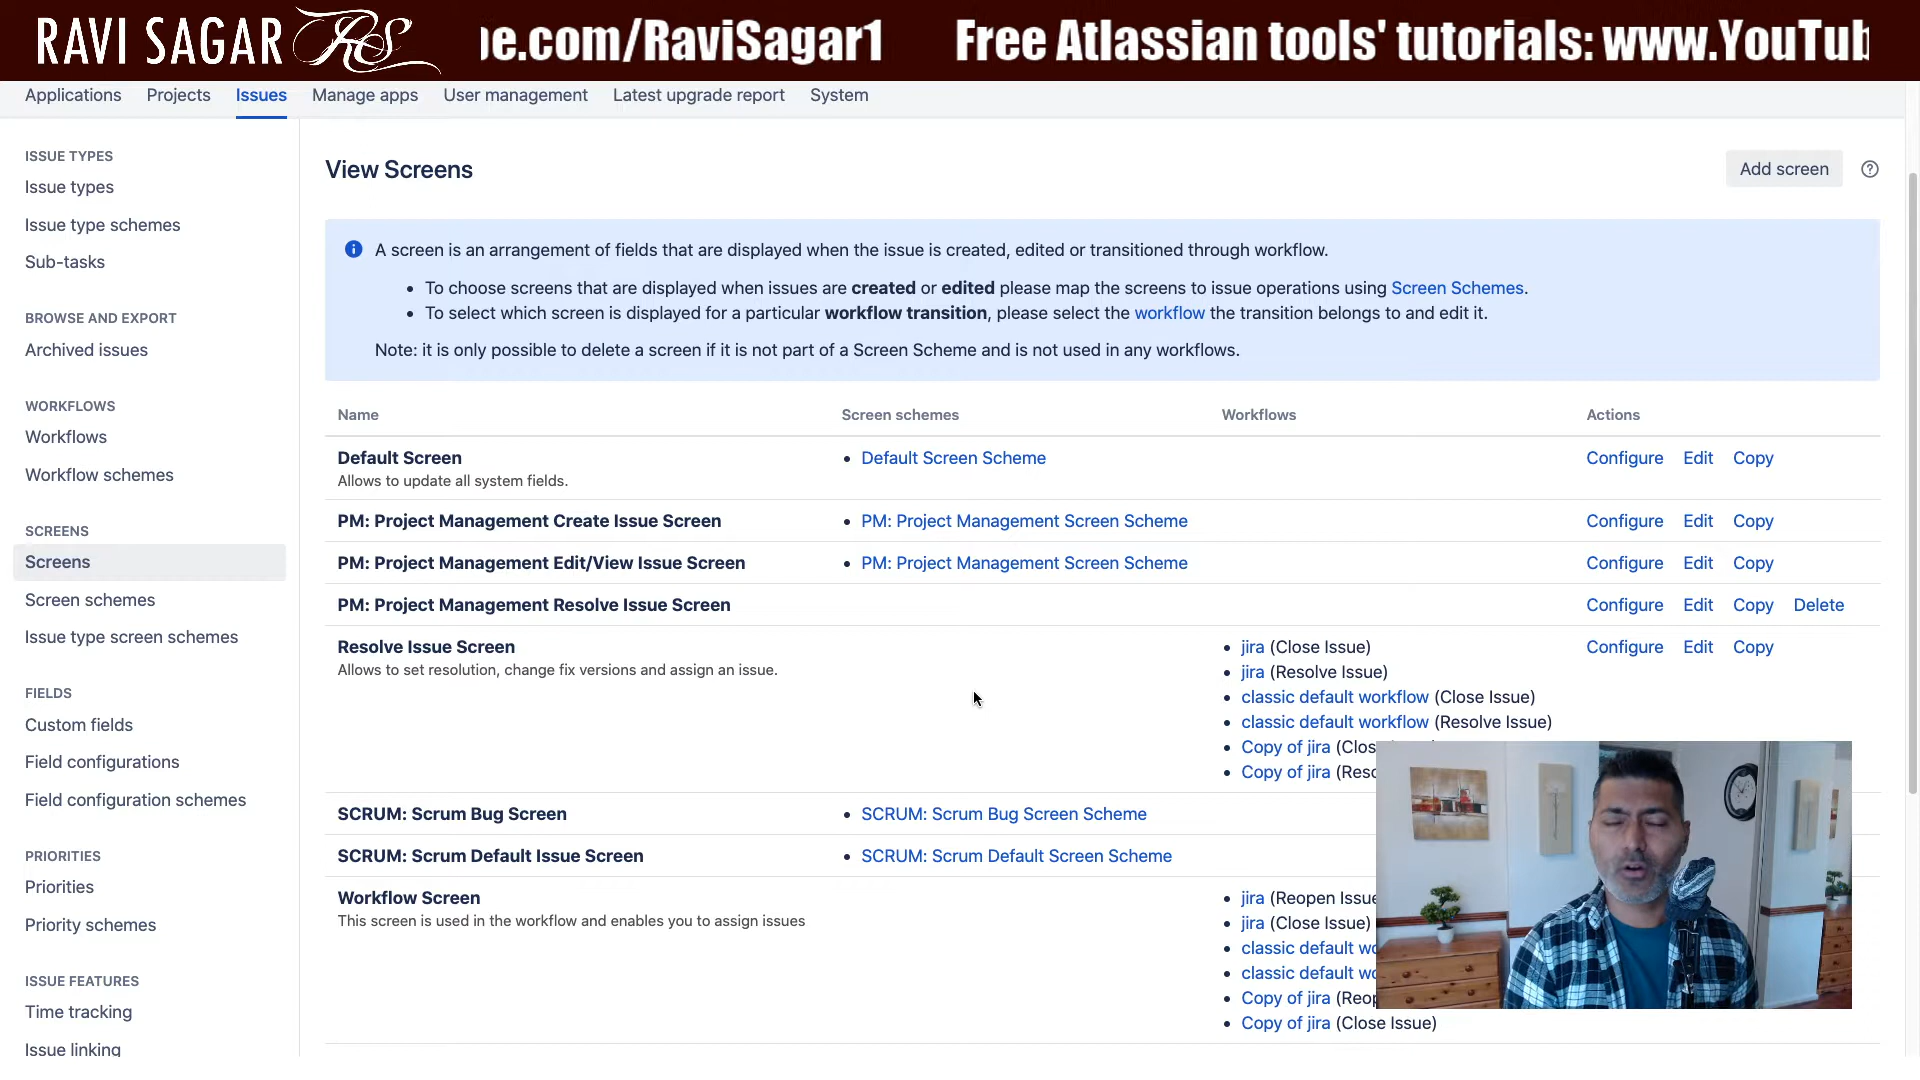 RAVI SAGAR RS
e.com/RaviSagar1 Free Atlassian tools' tutorials: www.YouTub
Applications Projects Issues Manage apps User management Latest upgrade report System
ISSUE TYPES
Issue types
Issue type schemes
Sub-tasks
BROWSE AND EXPORT
Archived issues
WORKFLOWS
Workflows
Workflow schemes
SCREENS
Screens
Screen schemes
Issue type screen schemes
FIELDS
Custom fields
Field configurations
Field configuration schemes
PRIORITIES
Priorities
Priority schemes
ISSUE FEATURES
Time tracking
Issue linking
View Screens
Add screen
A screen is an arrangement of fields that are displayed when the issue is created, edited or transitioned through workflow.
• To choose screens that are displayed when issues are created or edited please map the screens to issue operations using Screen Schemes.
• To select which screen is displayed for a particular workflow transition, please select the workflow the transition belongs to and edit it.
Note: it is only possible to delete a screen if it is not part of a Screen Scheme and is not used in any workflows.
Name Screen schemes Workflows Actions
Default Screen • Default Screen Scheme Configure Edit Copy
Allows to update all system fields.
PM: Project Management Create Issue Screen • PM: Project Management Screen Scheme Configure Edit Copy
PM: Project Management Edit/View Issue Screen • PM: Project Management Screen Scheme Configure Edit Copy
PM: Project Management Resolve Issue Screen Configure Edit Copy Delete
Resolve Issue Screen • jira (Close Issue) Configure Edit Copy
Allows to set resolution, change fix versions and assign an issue.
• jira (Resolve Issue)
• classic default workflow (Close Issue)
• classic default workflow (Resolve Issue)
• Copy of jira (Clos
• Copy of jira (Reso
SCRUM: Scrum Bug Screen • SCRUM: Scrum Bug Screen Scheme
SCRUM: Scrum Default Issue Screen • SCRUM: Scrum Default Screen Scheme
Workflow Screen • jira (Reopen Issue
This screen is used in the workflow and enables you to assign issues
• jira (Close Issue)
• classic default wo
• classic default wo
• Copy of jira (Reop
• Copy of jira (Close Issue)